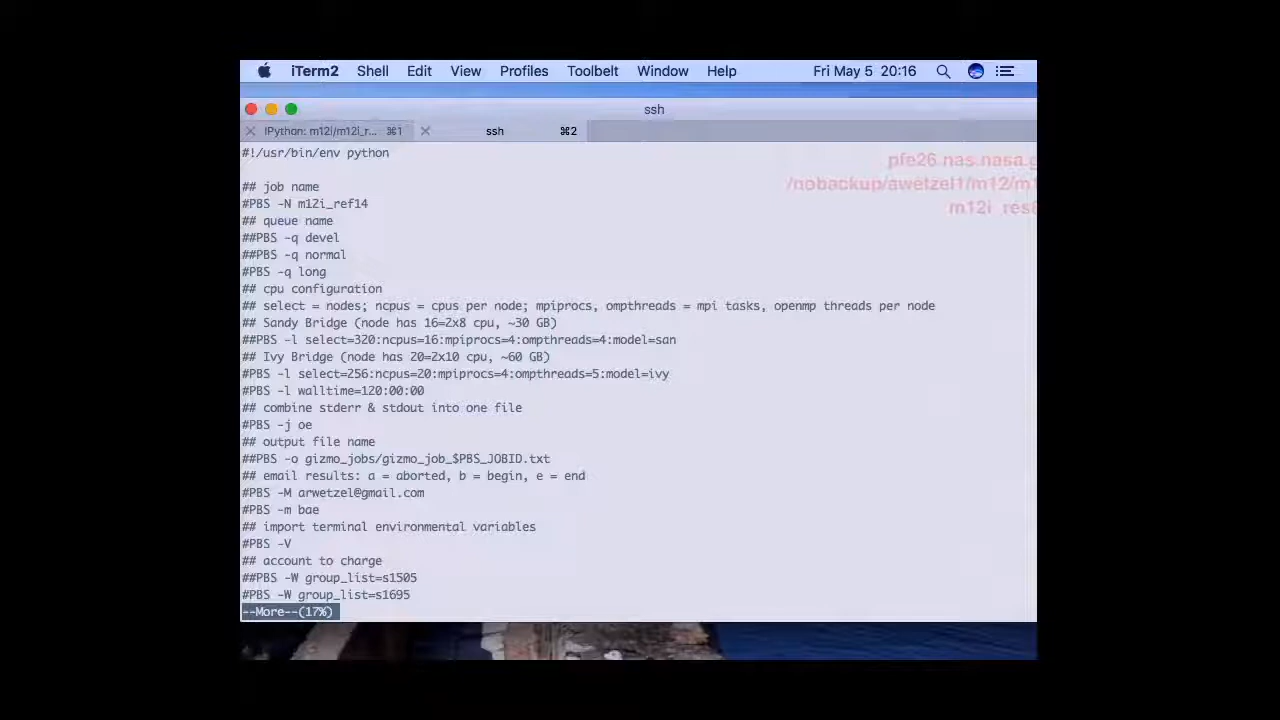 iTerm2 Shell Edit View Profiles Toolbelt Window Help Fri May 5 20:16
ssh
IPython: m12i/m12i_r... ⌘1 ssh ⌘2
pfe26.nas.nasa.g
/nobackup/awetzel1/m12/m1
m12i_res8
#!/usr/bin/env python
## job name
#PBS -N m12i_ref14
## queue name
##PBS -q devel
##PBS -q normal
#PBS -q long
## cpu configuration
## select = nodes; ncpus = cpus per node; mpiprocs, ompthreads = mpi tasks, openmp threads per node
## Sandy Bridge (node has 16=2x8 cpu, ~30 GB)
##PBS -l select=320:ncpus=16:mpiprocs=4:ompthreads=4:model=san
## Ivy Bridge (node has 20=2x10 cpu, ~60 GB)
#PBS -l select=256:ncpus=20:mpiprocs=4:ompthreads=5:model=ivy
#PBS -l walltime=120:00:00
## combine stderr & stdout into one file
#PBS -j oe
## output file name
##PBS -o gizmo_jobs/gizmo_job_$PBS_JOBID.txt
## email results: a = aborted, b = begin, e = end
#PBS -M arwetzel@gmail.com
#PBS -m bae
## import terminal environmental variables
#PBS -V
## account to charge
##PBS -W group_list=s1505
#PBS -W group_list=s1695
--More--(17%)